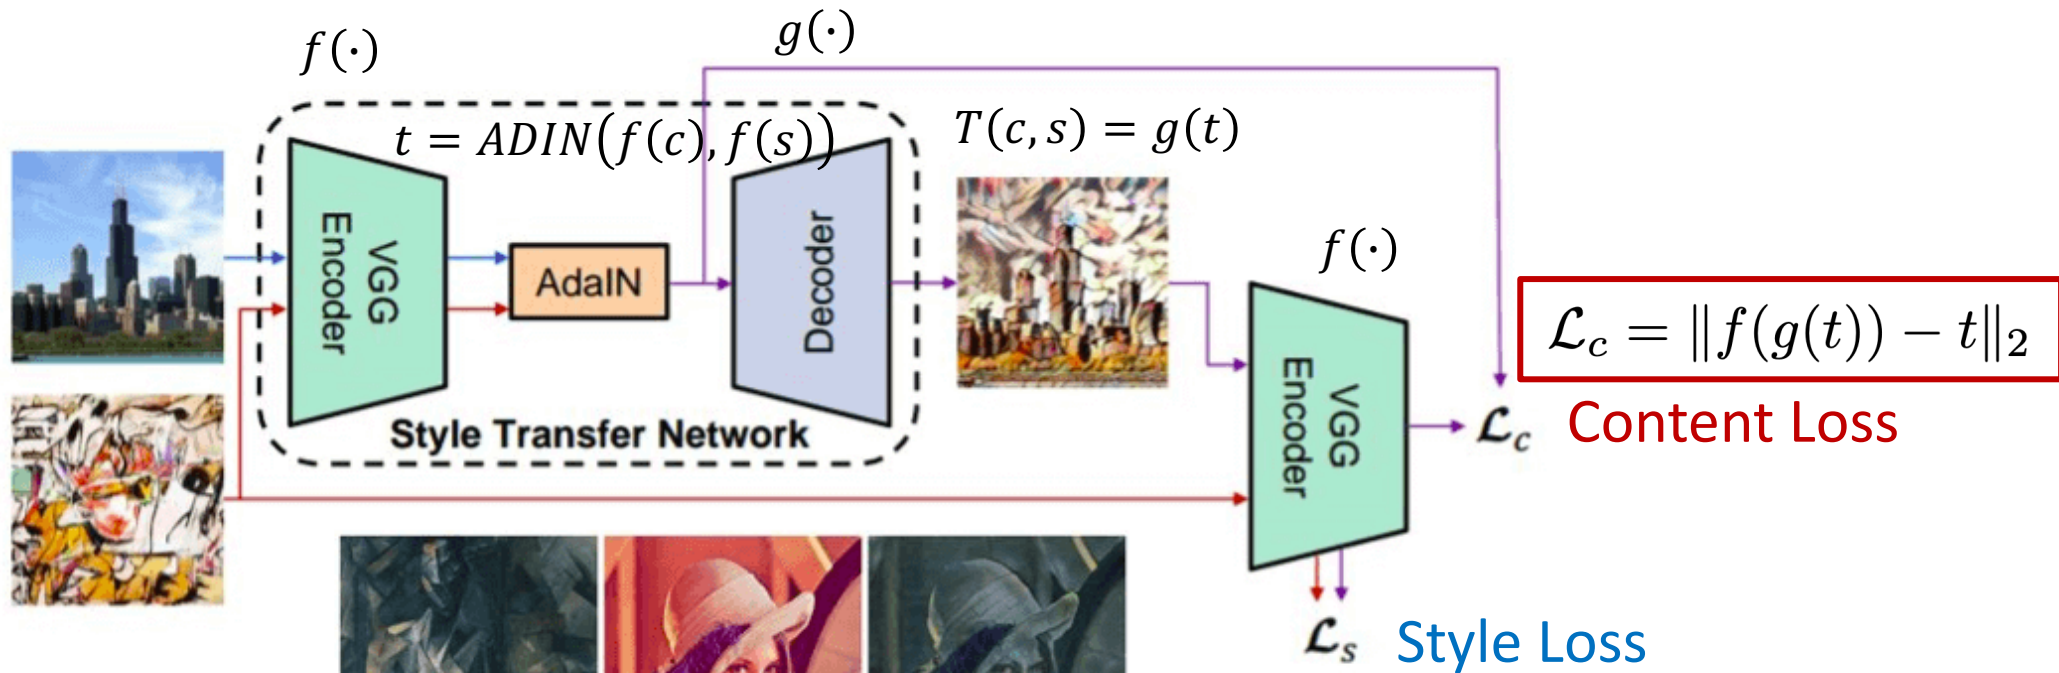 f(·)
g(·)
t = ADIN(f(c), f(s))
T(c, s) = g(t)
VGG
Encoder
AdaIN
Decoder
Style Transfer Network
f(·)
VGG
Encoder
ℒc = ‖f(g(t)) − t‖2
ℒc
Content Loss
ℒs
Style Loss